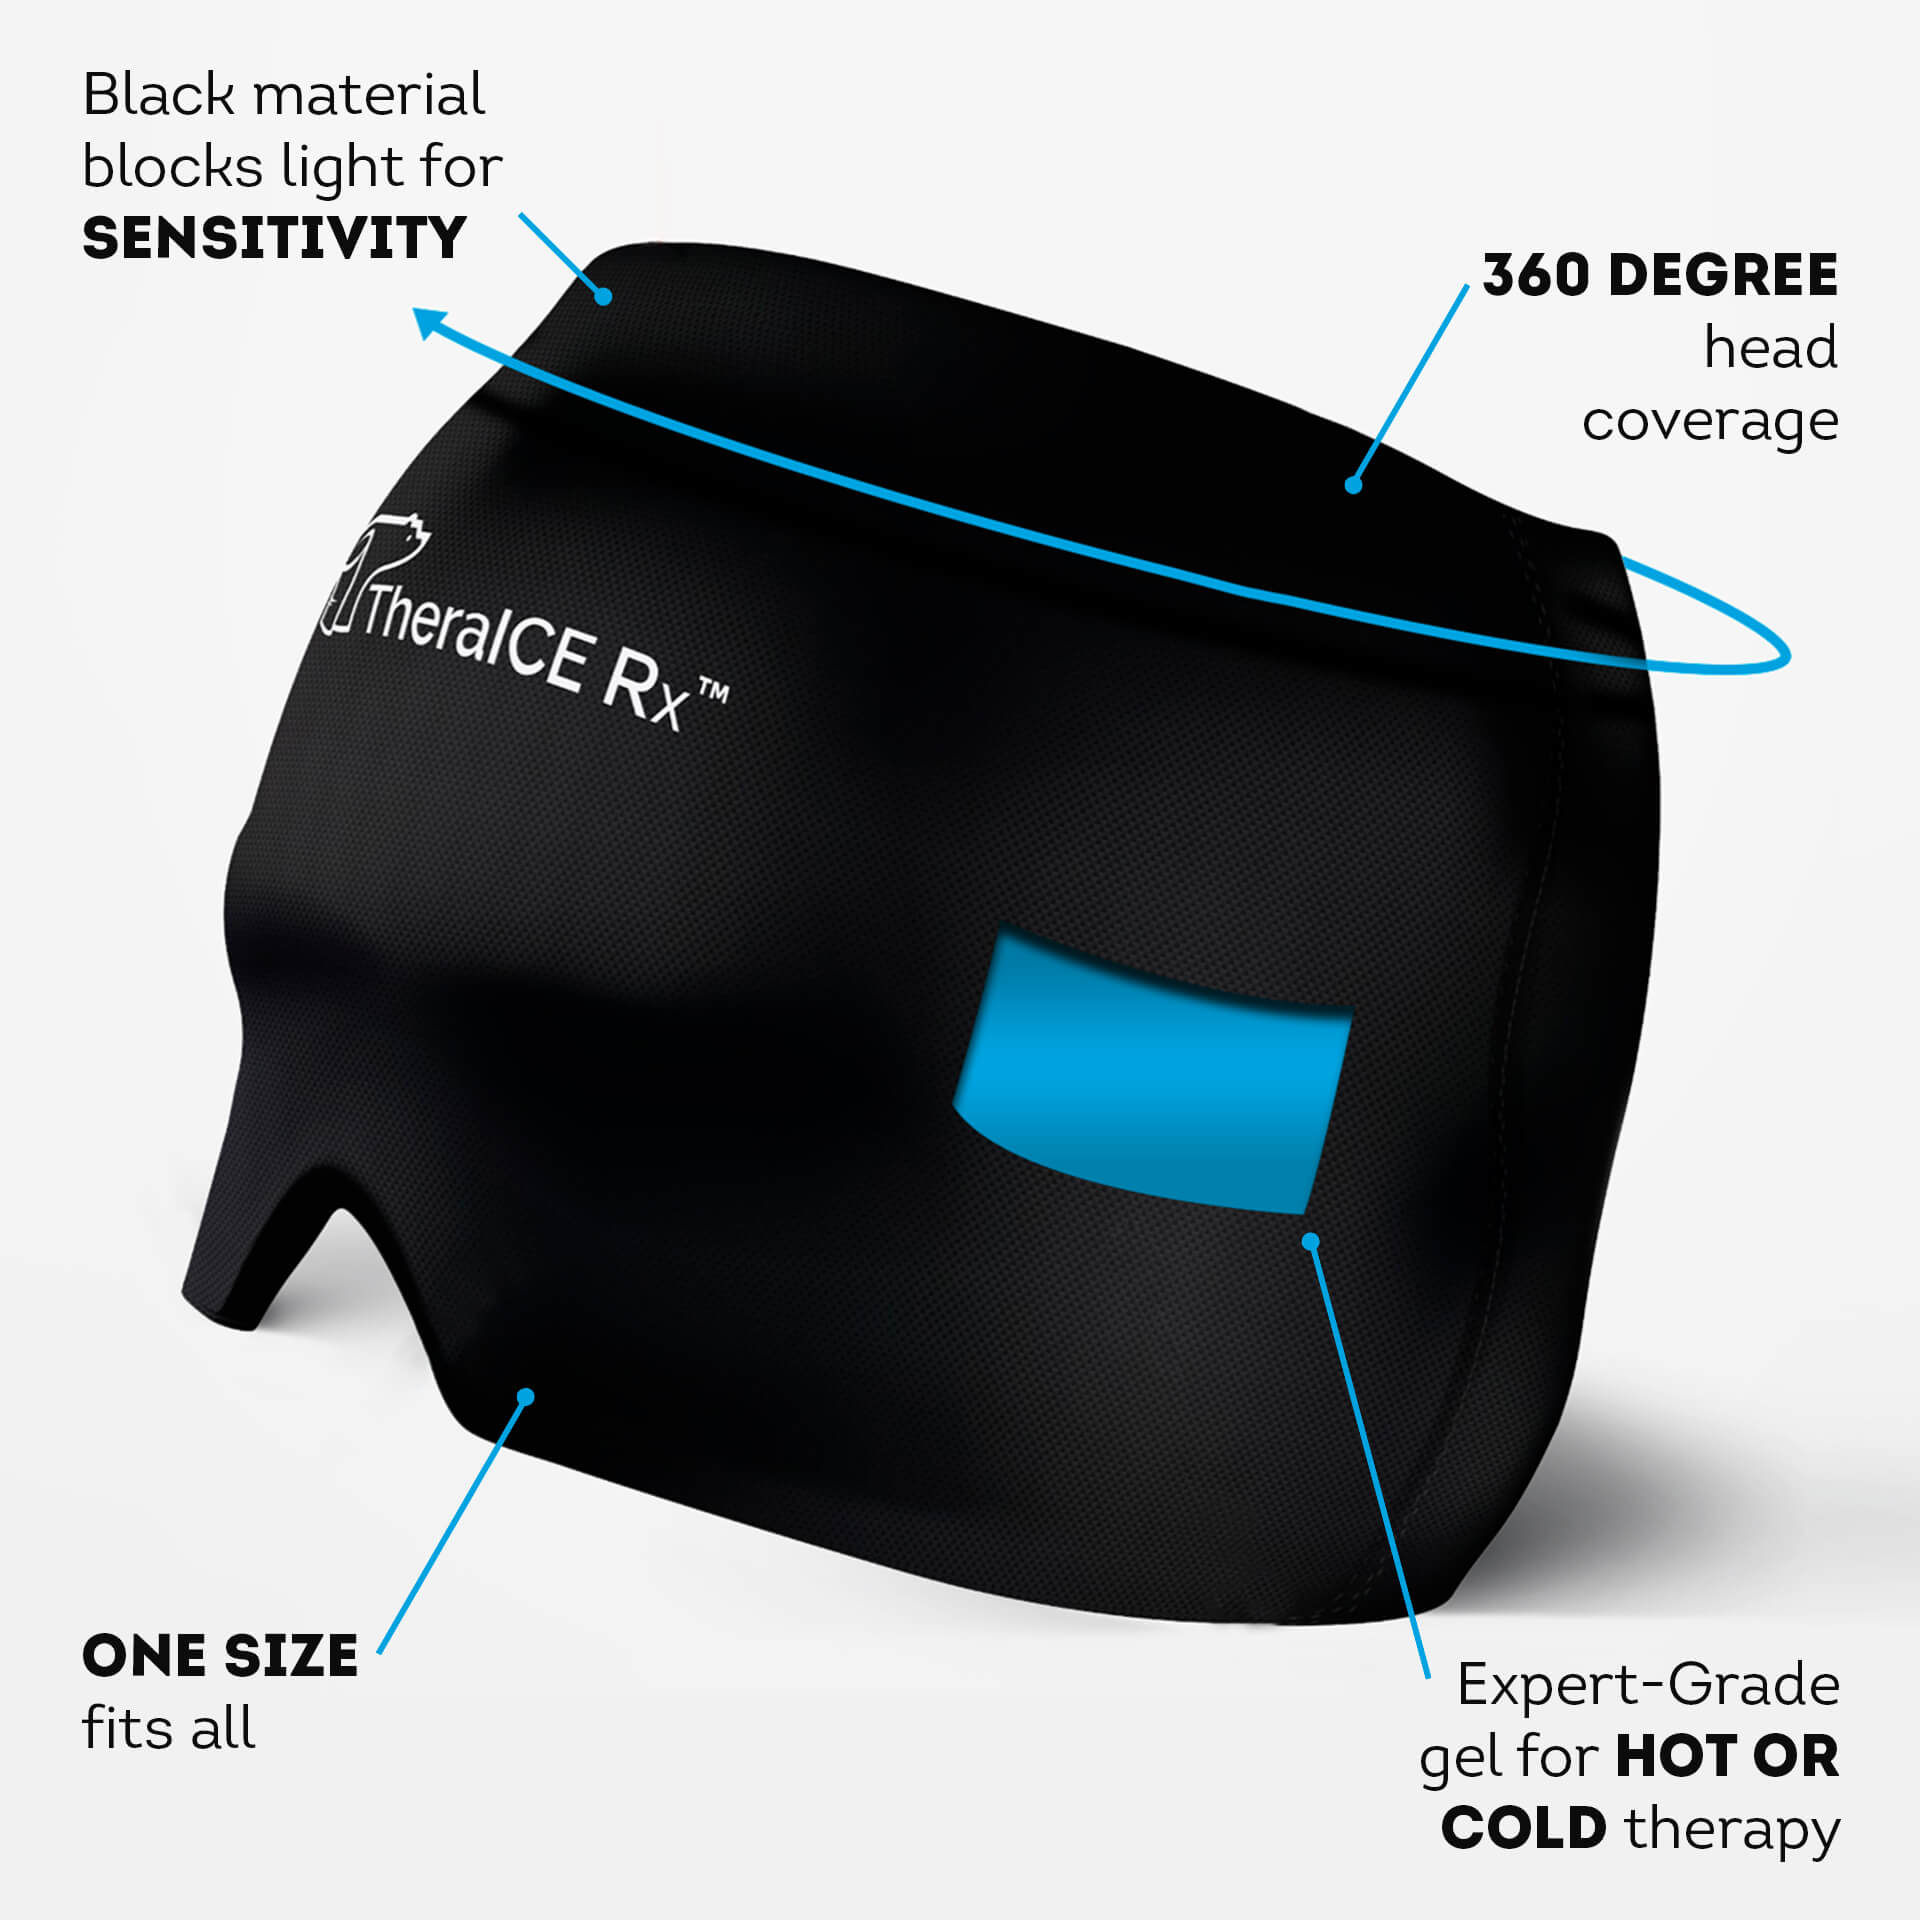 Black material
blocks light for
SENSITIVITY
360 DEGREE
head
coverage
TheraICE Rx™
ONE SIZE
fits all
Expert-Grade
gel for HOT OR
COLD therapy